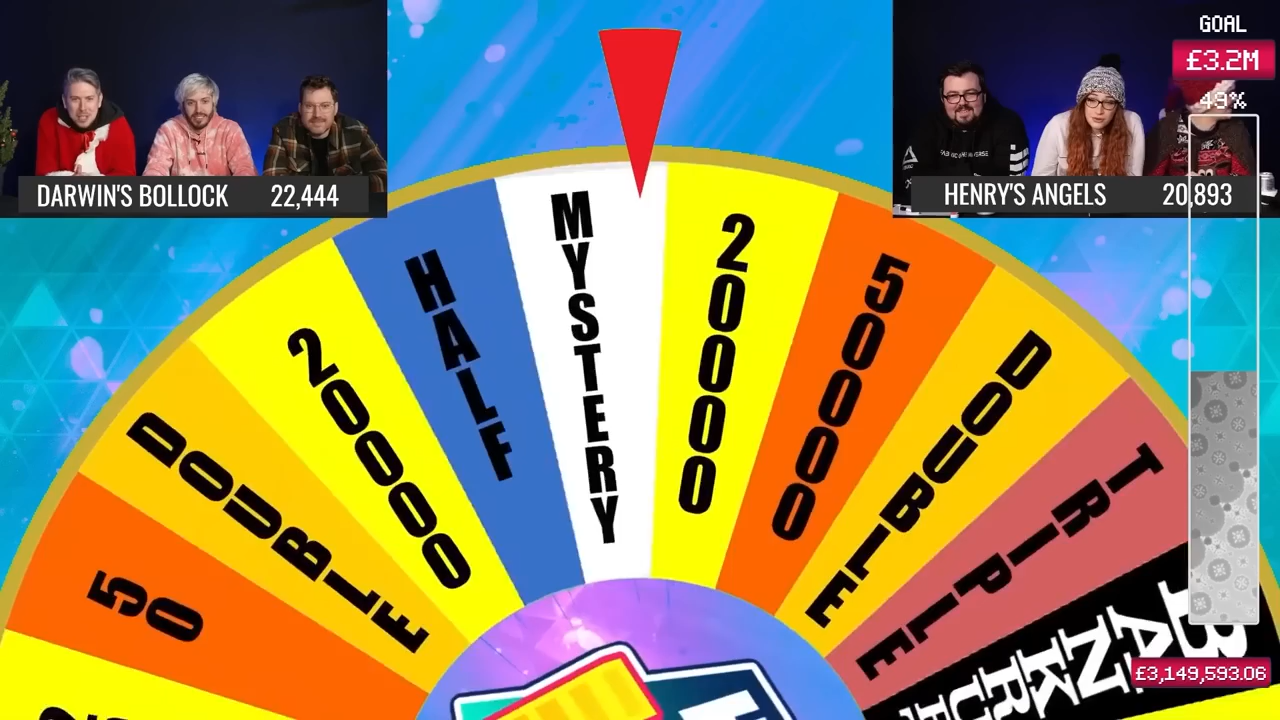 GOAL
£3.2M
49%
DARWIN'S BOLLOCK 22,444
HENRY'S ANGELS 20,893
50
DOUBLE
20000
HALF
MYSTERY
20000
50000
DOUBLE
TRIPLE
£3,149,593.06